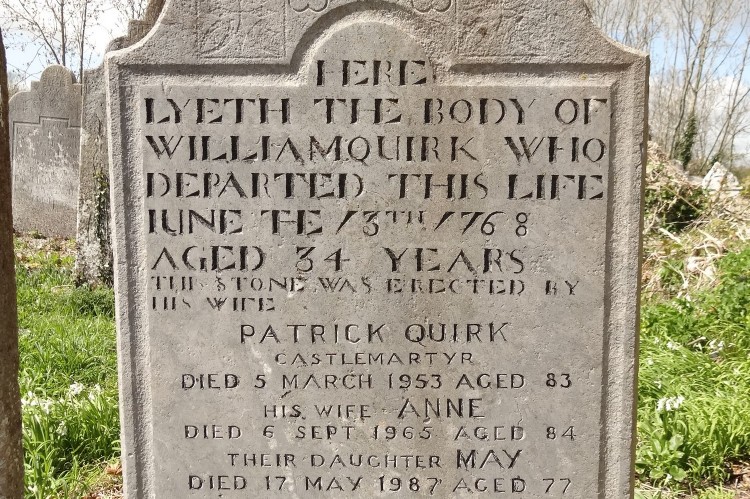 HERE
LYETH THE BODY OF
WILLIAM QUIRK WHO
DEPARTED THIS LIFE
IUNE THE 13TH 1768
AGED 34 YEARS
THIS STONE WAS ERECTED BY
HIS WIFE
PATRICK QUIRK
CASTLEMARTYR
DIED 5 MARCH 1953 AGED 83
HIS WIFE ANNE
DIED 6 SEPT 1965 AGED 84
THEIR DAUGHTER MAY
DIED 17 MAY 1987 AGED 77